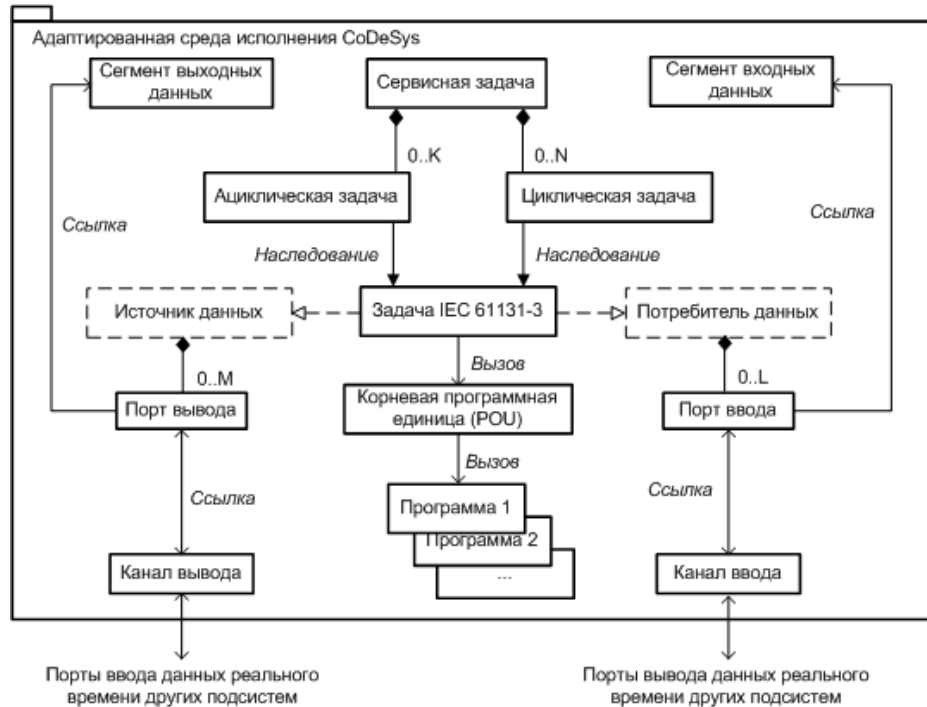 Адаптированная среда исполнения CoDeSys
Сегмент выходных
данных
Сервисная задача
Сегмент входных
данных
0..K
0..N
Ациклическая задача
Циклическая задача
Ссылка
Ссылка
Наследование
Наследование
Источник данных
Задача IEC 61131-3
Потребитель данных
Вызов
0..M
0..L
Порт вывода
Корневая программная
единица (POU)
Порт ввода
Вызов
Ссылка
Ссылка
Программа 1
Программа 2
...
Канал вывода
Канал ввода
Порты ввода данных реального
времени других подсистем
Порты вывода данных реального
времени других подсистем